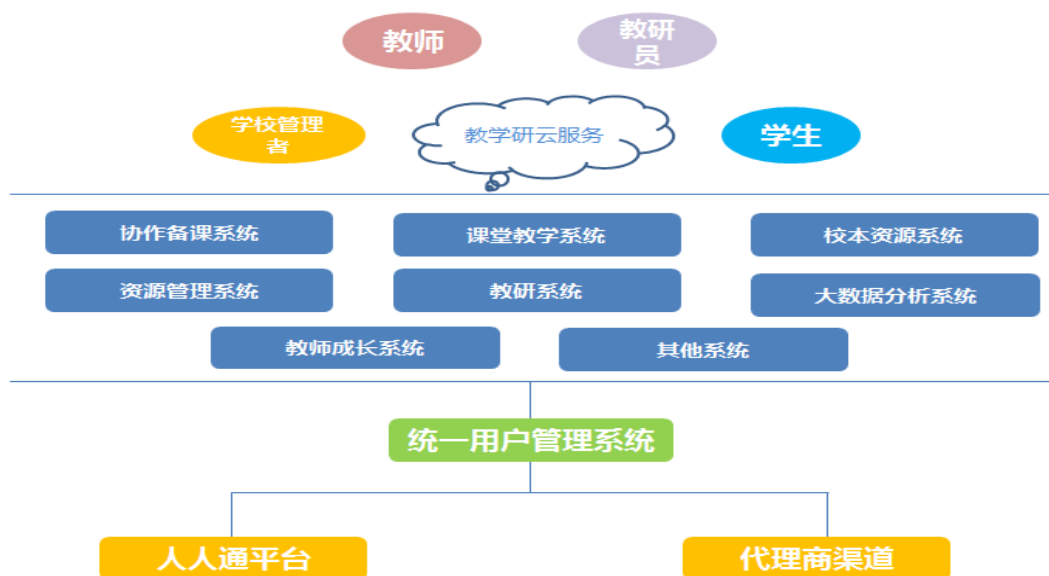 教师
教研
员
学校管理
者
教学研云服务
学生
协作备课系统
课堂教学系统
校本资源系统
资源管理系统
教研系统
大数据分析系统
教师成长系统
其他系统
统一用户管理系统
人人通平台
代理商渠道